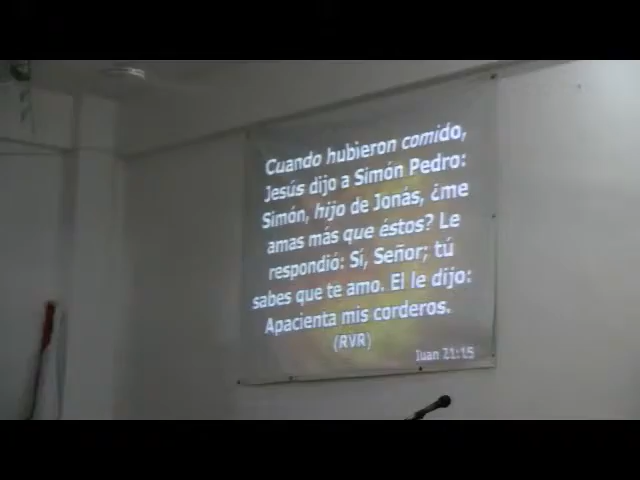 Cuando hubieron comido,
Jesús dijo a Simón Pedro:
Simón, hijo de Jonás, ¿me
amas más que éstos? Le
respondió: Sí, Señor; tú
sabes que te amo. El le dijo:
Apacienta mis corderos.
(RVR)
Juan 21:15